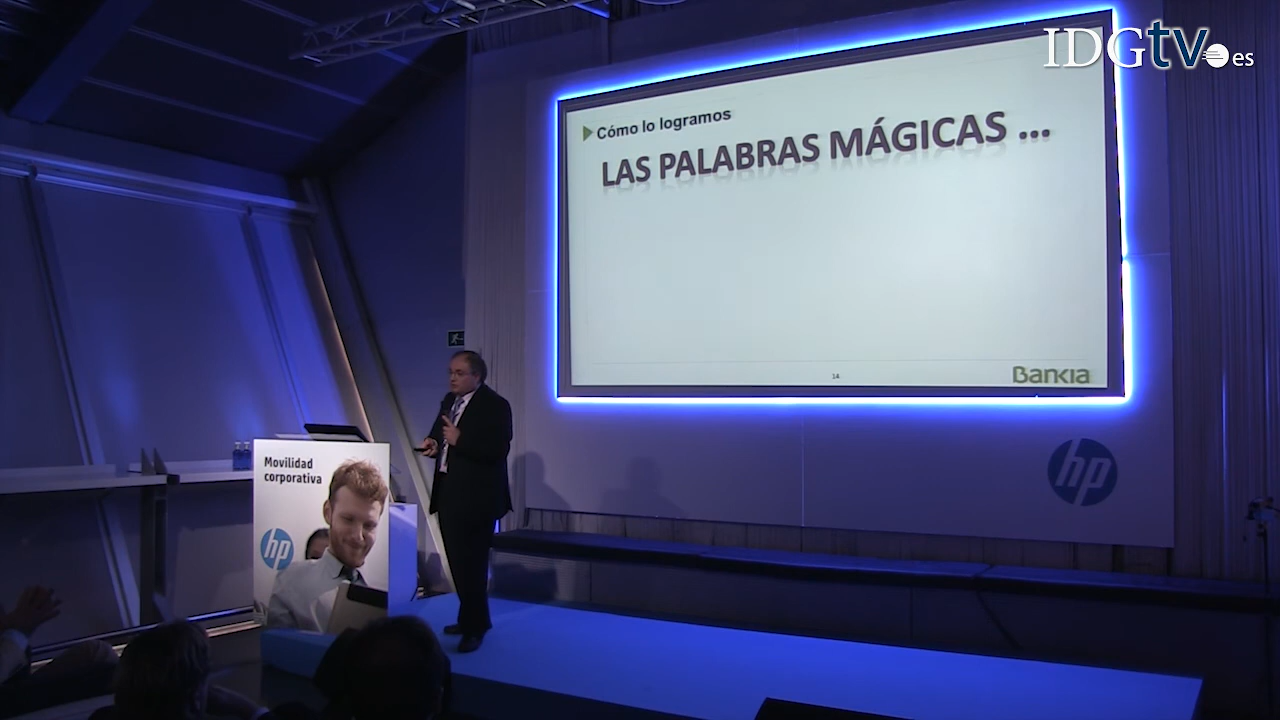 IDGtv.es
Cómo lo logramos
LAS PALABRAS MÁGICAS ...
14
Bankia
hp
Movilidad
corporativa
hp